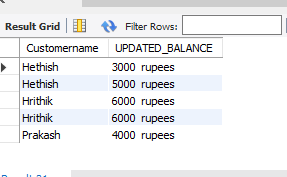 Result Grid Filter Rows:
Customername UPDATED_BALANCE
Hethish 3000 rupees
Hethish 5000 rupees
Hrithik 6000 rupees
Hrithik 6000 rupees
Prakash 4000 rupees